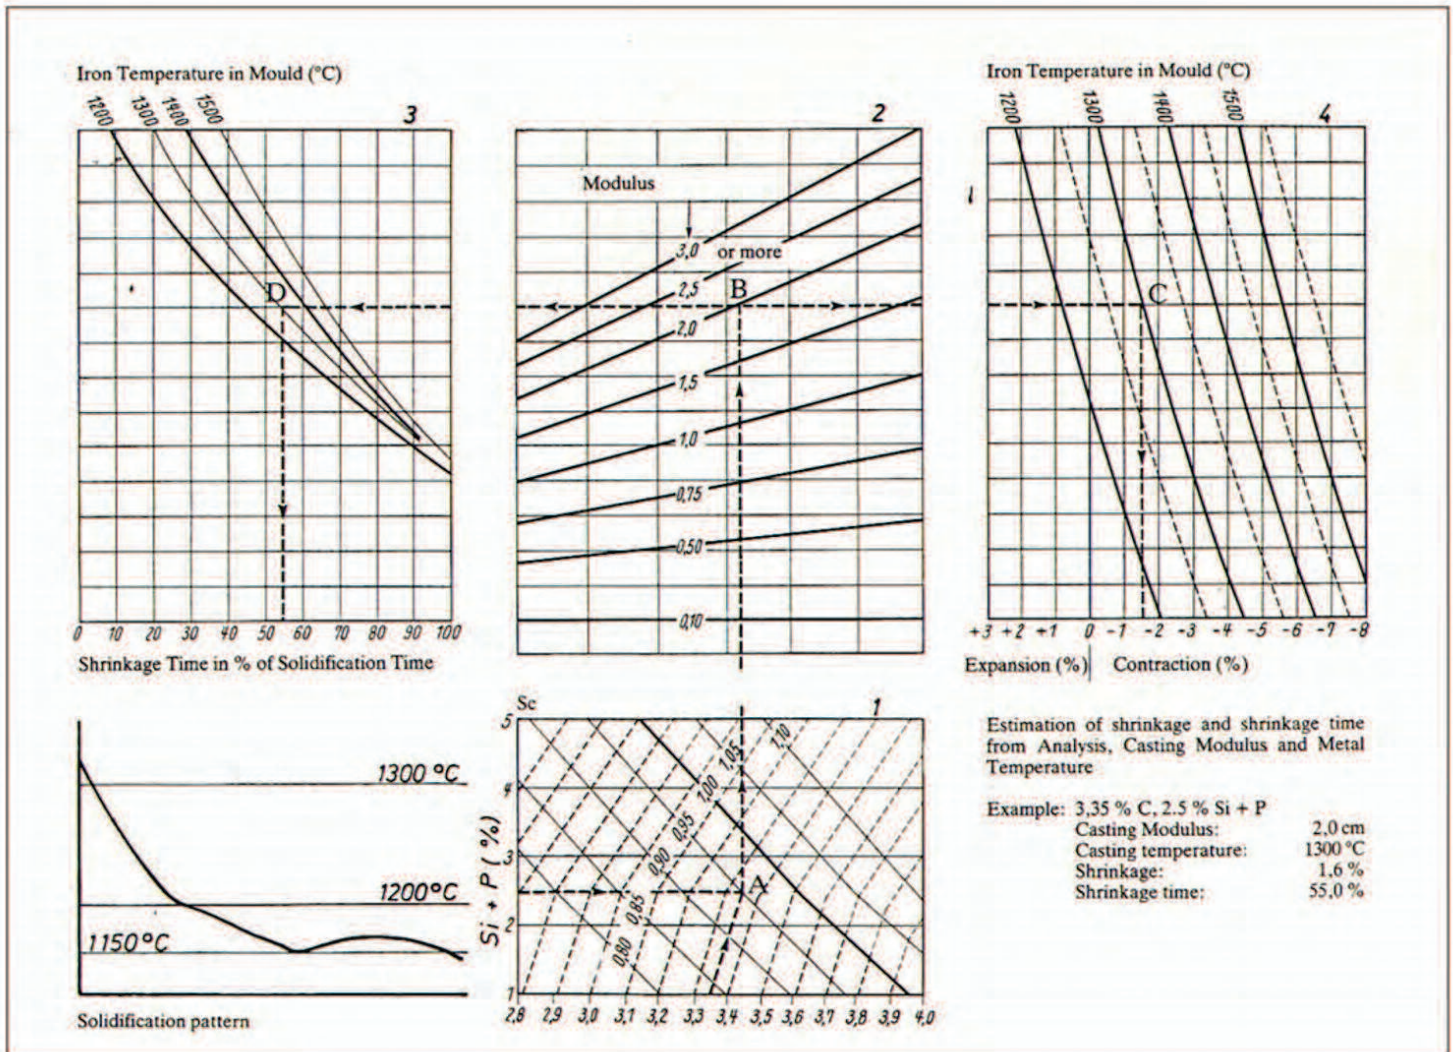 Iron Temperature in Mould (°C)
1200 1300 1400 1500
3
D
0 10 20 30 40 50 60 70 80 90 100
Shrinkage Time in % of Solidification Time
2
Modulus
3,0 or more
2,5
B
2,0
1,5
1,0
0,75
0,50
0,10
Iron Temperature in Mould (°C)
1200 1300 1400 1500
4
C
+3 +2 +1 0 -1 -2 -3 -4 -5 -6 -7 -8
Expansion (%) Contraction (%)
1300 °C
1200°C
1150°C
Solidification pattern
Sc
1
5
4
3
2
1
Si + P (%)
0,80 0,85 0,90 0,95 1,00 1,05 1,10
A
2,8 2,9 3,0 3,1 3,2 3,3 3,4 3,5 3,6 3,7 3,8 3,9 4,0
Estimation of shrinkage and shrinkage time
from Analysis, Casting Modulus and Metal
Temperature
Example: 3,35 % C, 2.5 % Si + P
Casting Modulus: 2,0 cm
Casting temperature: 1300 °C
Shrinkage: 1,6 %
Shrinkage time: 55,0 %